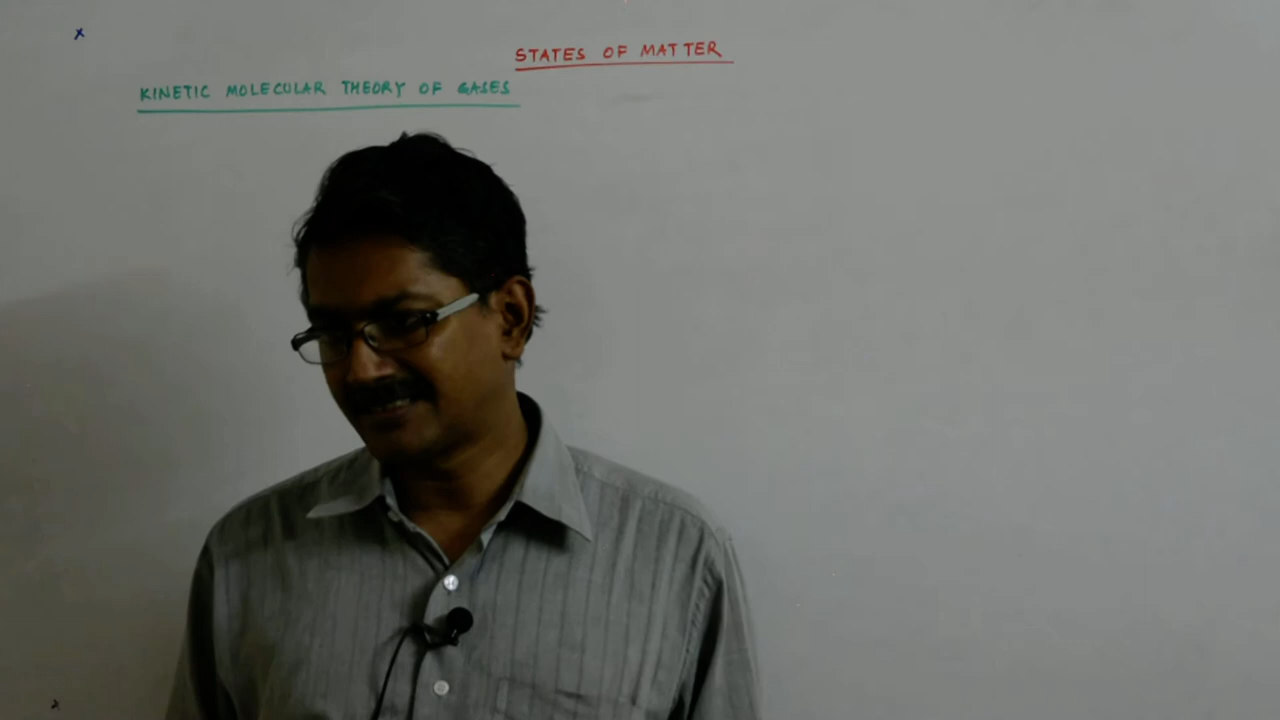 STATES OF MATTER
KINETIC MOLECULAR THEORY OF GASES